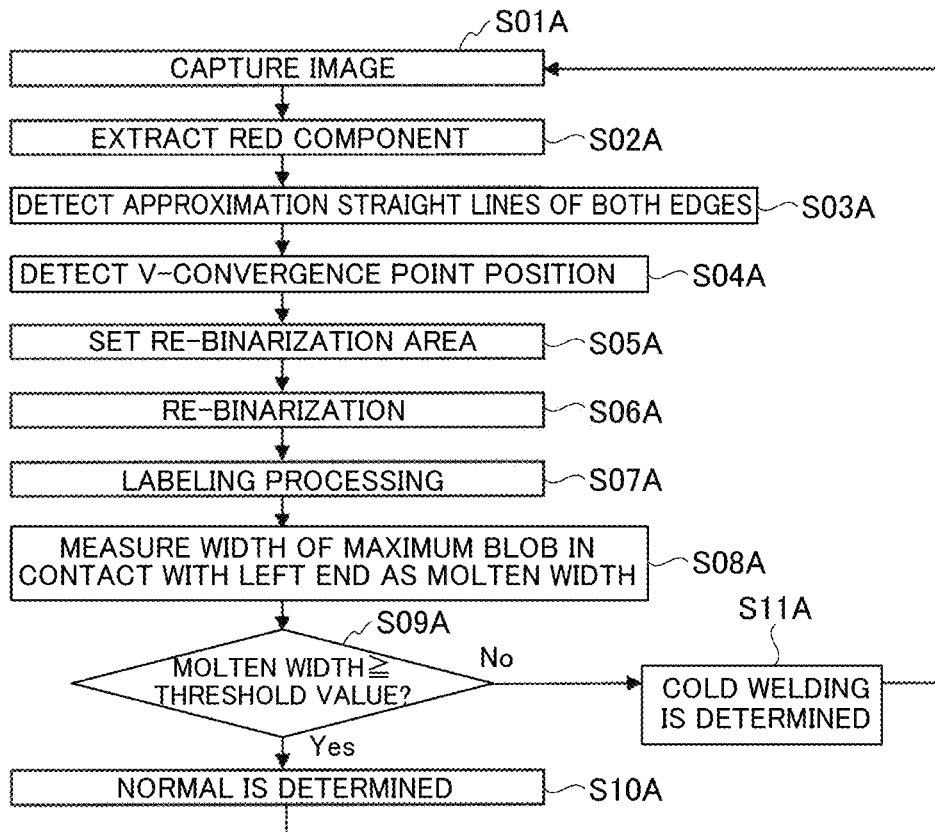 S01A
CAPTURE IMAGE
EXTRACT RED COMPONENT
S02A
DETECT APPROXIMATION STRAIGHT LINES OF BOTH EDGES
S03A
DETECT V-CONVERGENCE POINT POSITION
S04A
SET RE-BINARIZATION AREA
S05A
RE-BINARIZATION
S06A
LABELING PROCESSING
S07A
MEASURE WIDTH OF MAXIMUM BLOB IN
CONTACT WITH LEFT END AS MOLTEN WIDTH
S08A
S09A
MOLTEN WIDTH≧
THRESHOLD VALUE?
No
S11A
COLD WELDING
IS DETERMINED
Yes
NORMAL IS DETERMINED
S10A